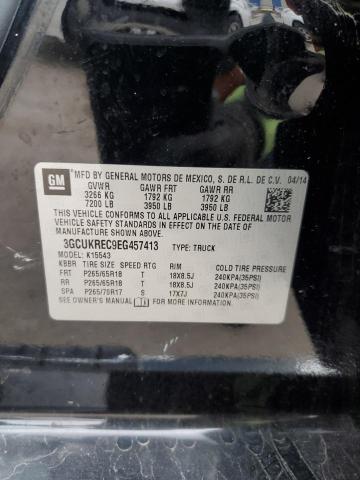 GM
MFD BY GENERAL MOTORS DE MEXICO, S. DE R.L. DE C.V. 04/14
GVWR GAWR FRT GAWR RR
3266 KG 1792 KG 1792 KG
7200 LB 3950 LB 3950 LB
THIS VEHICLE CONFORMS TO ALL APPLICABLE U.S. FEDERAL MOTOR
VEHICLE SAFETY STANDARDS IN EFFECT ON THE DATE OF
MANUFACTURE SHOWN ABOVE.
3GCUKREC9EG457413 TYPE: TRUCK
MODEL: K15543
KBBR TIRE SIZE SPEED RTG RIM COLD TIRE PRESSURE
FRT P265/65R18 T 18X8.5J 240KPA(35PSI)
RR P265/65R18 T 18X8.5J 240KPA(35PSI)
SPA P265/70R17 S 17X7J 240KPA(35PSI)